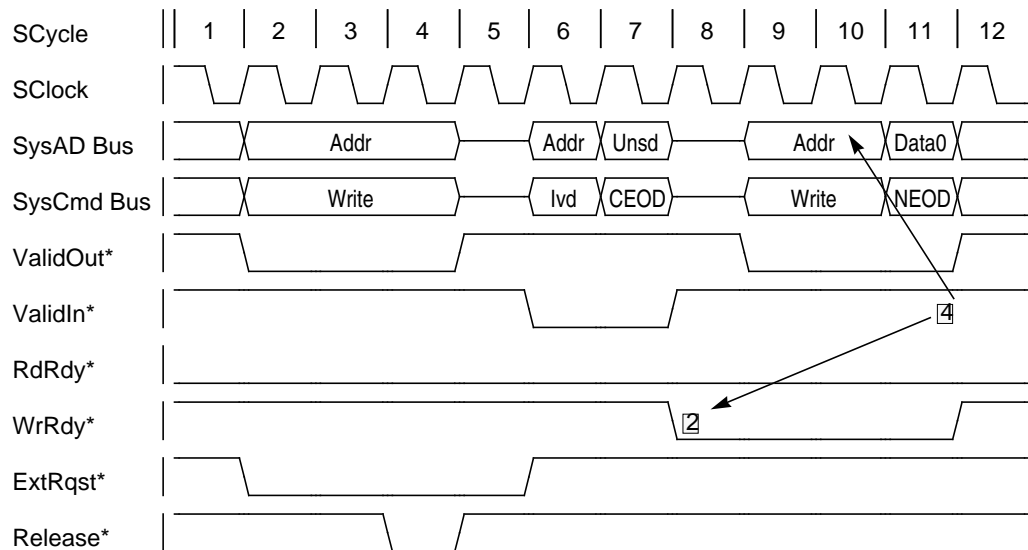 SCycle 1 2 3 4 5 6 7 8 9 10 11 12
SClock
SysAD Bus Addr Addr Unsd Addr Data0
SysCmd Bus Write Ivd CEOD Write NEOD
ValidOut*
ValidIn* 4
RdRdy*
WrRdy* 2
ExtRqst*
Release*